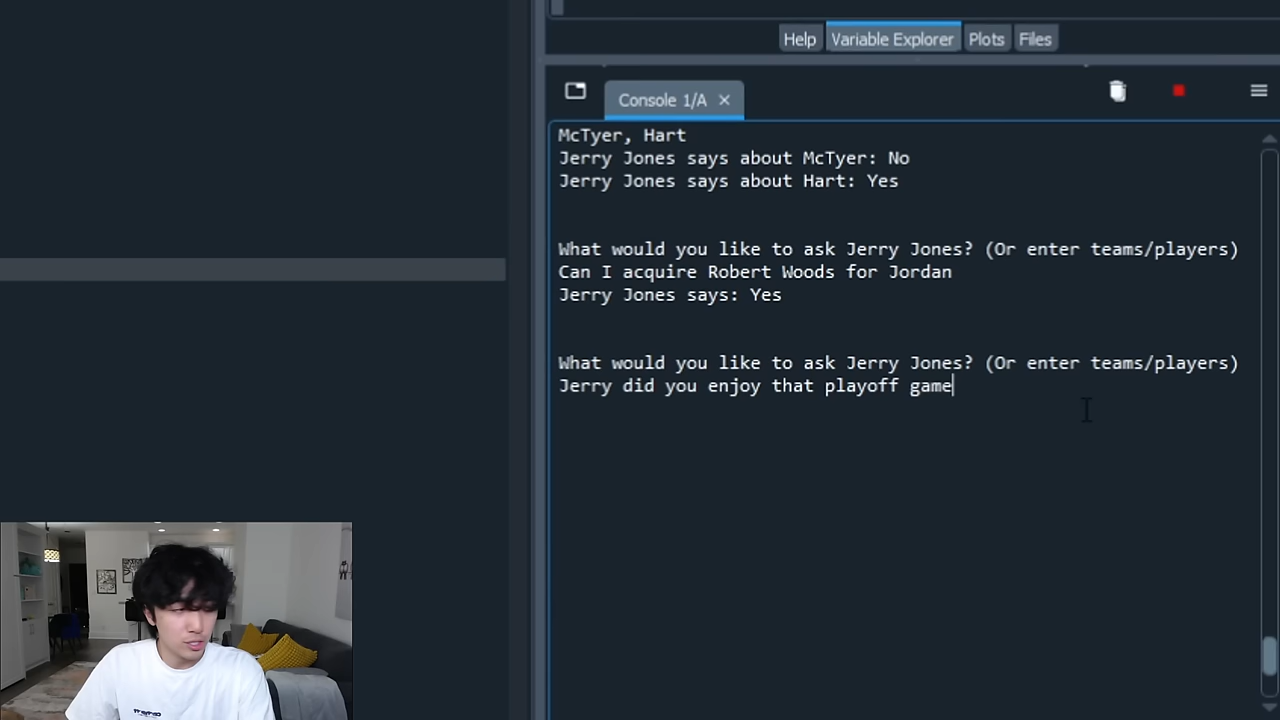 Help Variable Explorer Plots Files
Console 1/A
McTyer, Hart
Jerry Jones says about McTyer: No
Jerry Jones says about Hart: Yes
What would you like to ask Jerry Jones? (Or enter teams/players)
Can I acquire Robert Woods for Jordan
Jerry Jones says: Yes
What would you like to ask Jerry Jones? (Or enter teams/players)
Jerry did you enjoy that playoff game